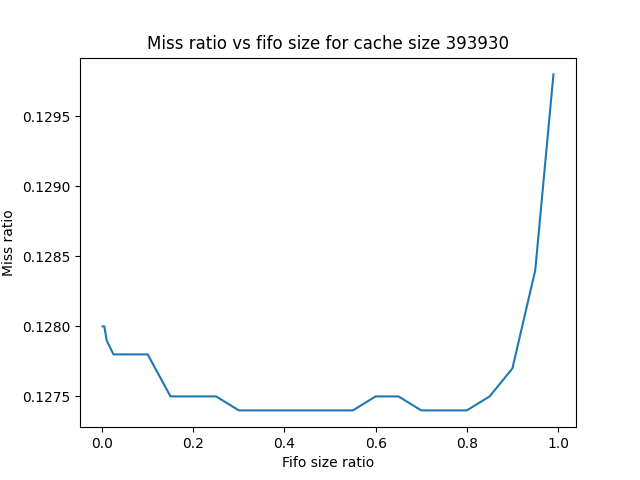 Miss ratio vs fifo size for cache size 393930
0.1295
0.1290
0.1285
0.1280
0.1275
Miss ratio
0.0 0.2 0.4 0.6 0.8 1.0
Fifo size ratio